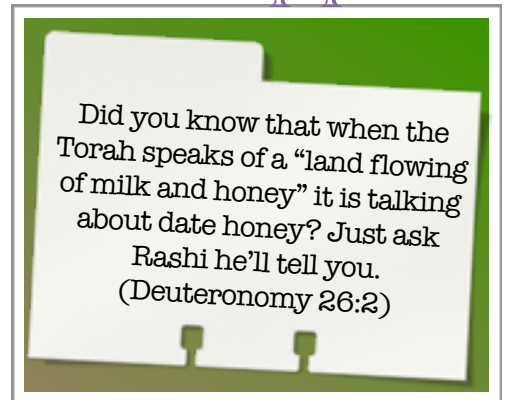 Did you know that when the
Torah speaks of a “land flowing
of milk and honey” it is talking
about date honey? Just ask
Rashi he’ll tell you.
(Deuteronomy 26:2)